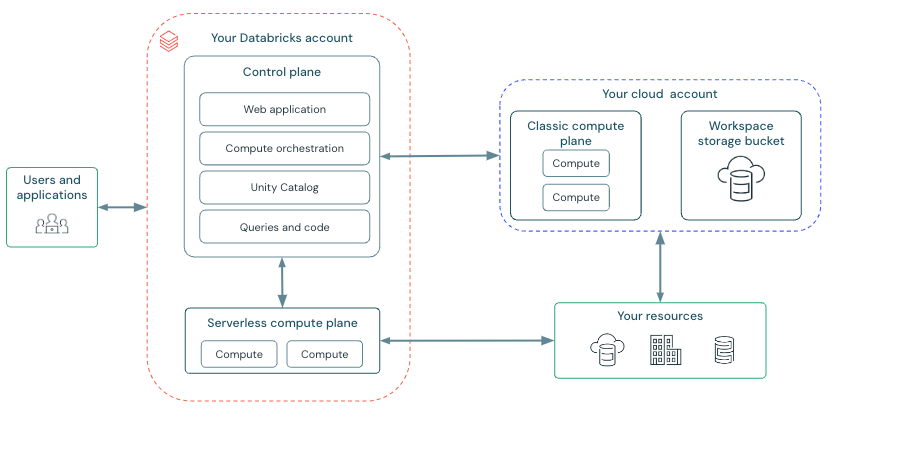 Your Databricks account
Control plane
Web application
Compute orchestration
Unity Catalog
Queries and code
Users and
applications
Serverless compute plane
Compute
Compute
Your cloud account
Classic compute
plane
Compute
Compute
Workspace
storage bucket
Your resources